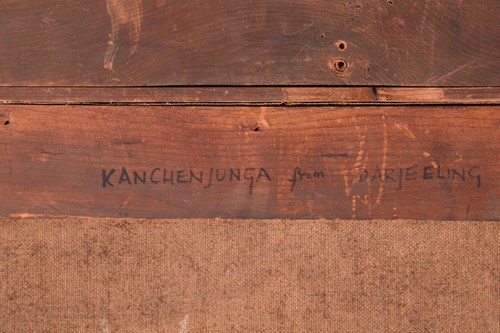 KANCHENJUNGA from DARJEELING